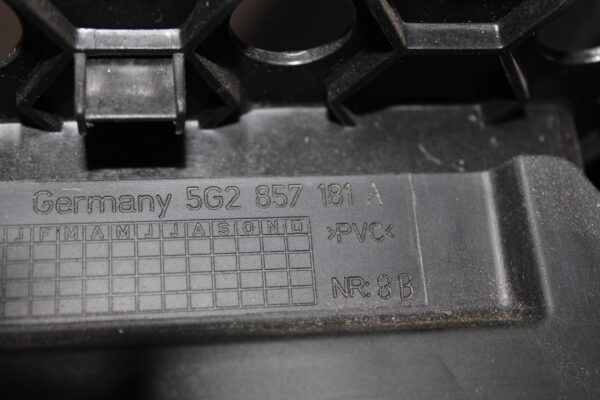 Germany 5G2 857 181 A
J F M A M J J A S O N D
>PVC<
NR: 8 B